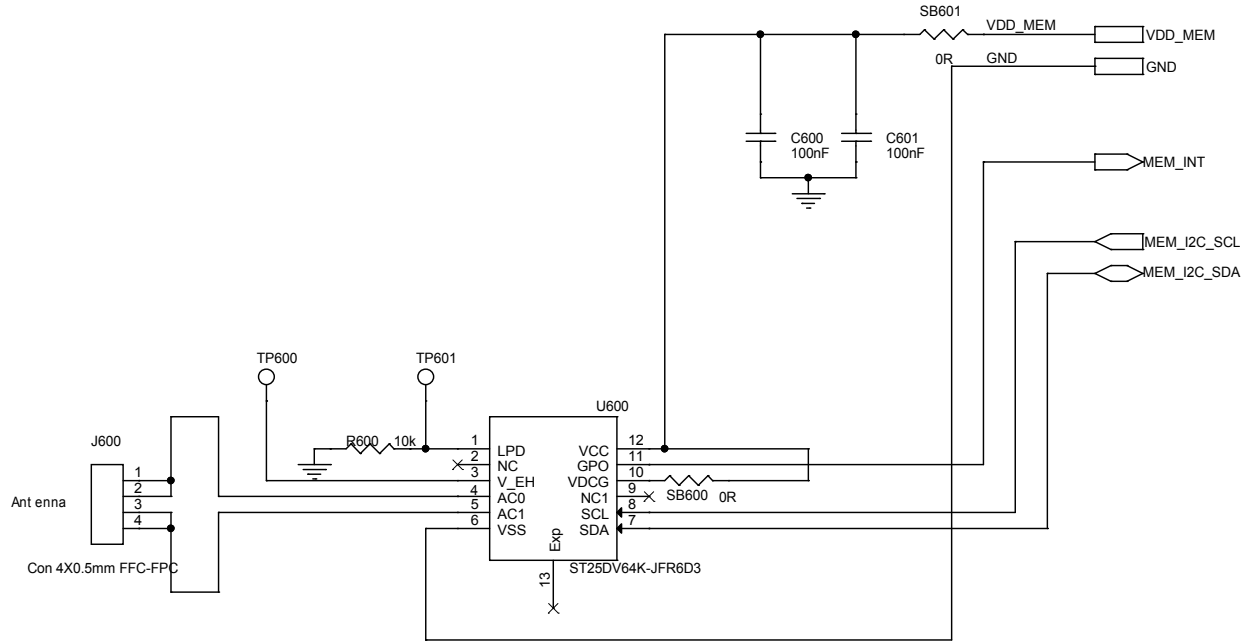 SB601
VDD_MEM
VDD_MEM
0R
GND
GND
C600
100nF
C601
100nF
MEM_INT
MEM_I2C_SCL
MEM_I2C_SDA
TP600
TP601
U600
J600
R600
10k
1
LPD
VCC
12
2
NC
GPO
11
3
V_EH
VDCG
10
4
AC0
NC1
9
5
AC1
SCL
8
6
VSS
SDA
7
SB600
0R
1
2
3
4
Ant enna
Exp
13
Con 4X0.5mm FFC-FPC
ST25DV64K-JFR6D3